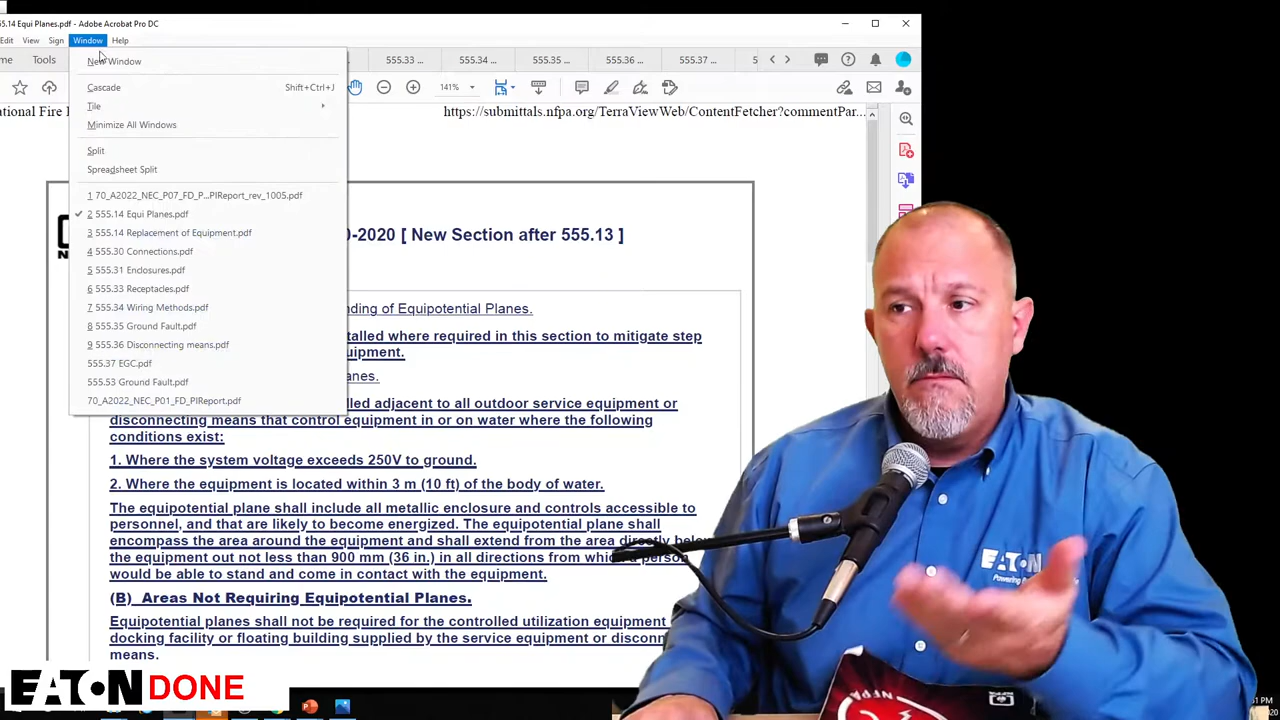 55.14 Equi Planes.pdf - Adobe Acrobat Pro DC
Edit View Sign Window Help
me Tools 555.33 ... 555.34 ... 555.36 ... 555.37 ... 5
141%
ational Fire https://submittals.nfpa.org/TerraViewWeb/ContentFetcher?commentPar...
New Window
Cascade Shift+Ctrl+J
Tile
Minimize All Windows
Split
Spreadsheet Split
1 70_A2022_NEC_P07_FD_P...PIReport_rev_1005.pdf
2 555.14 Equi Planes.pdf
3 555.14 Replacement of Equipment.pdf
4 555.30 Connections.pdf
5 555.31 Enclosures.pdf
6 555.33 Receptacles.pdf
7 555.34 Wiring Methods.pdf
8 555.35 Ground Fault.pdf
9 555.36 Disconnecting means.pdf
555.37 EGC.pdf
555.53 Ground Fault.pdf
70_A2022_NEC_P01_FD_PIReport.pdf
0-2020 [ New Section after 555.13 ]
nding of Equipotential Planes.
talled where required in this section to mitigate step
uipment.
anes.
lled adjacent to all outdoor service equipment or
disconnecting means that control equipment in or on water where the following
conditions exist:
1. Where the system voltage exceeds 250V to ground.
2. Where the equipment is located within 3 m (10 ft) of the body of water.
The equipotential plane shall include all metallic enclosure and controls accessible to
personnel, and that are likely to become energized. The equipotential plane shall
encompass the area around the equipment and shall extend from the area directly below
the equipment out not less than 900 mm (36 in.) in all directions from which a person
would be able to stand and come in contact with the equipment.
(B) Areas Not Requiring Equipotential Planes.
Equipotential planes shall not be required for the controlled utilization equipment
docking facility or floating building supplied by the service equipment or disconn
means.
EATON
Powering
NFPA
EATON DONE
51 PM
2020